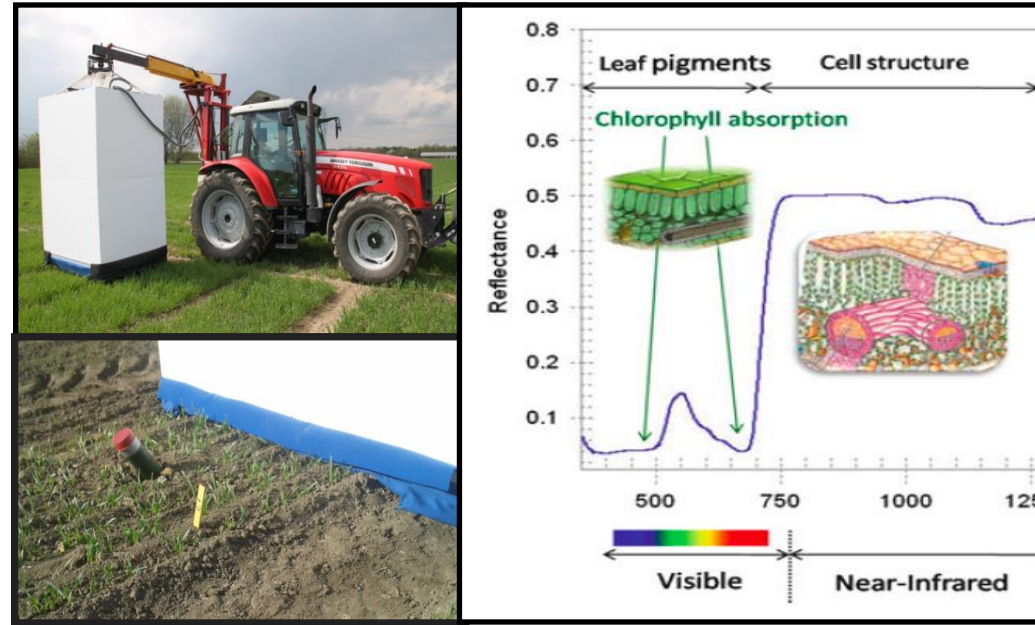 MASSEY FERGUSON
0.8
Leaf pigments
Cell structure
0.7
Chlorophyll absorption
0.6
0.5
0.4
Reflectance
0.3
0.2
0.1
500
750
1000
125
Visible
Near-Infrared